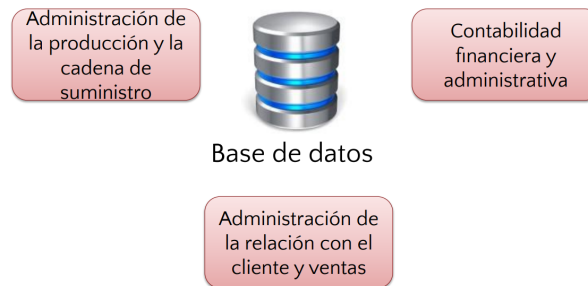 Administración de
la producción y la
cadena de
suministro
Contabilidad
financiera y
administrativa
Base de datos
Administración de
la relación con el
cliente y ventas